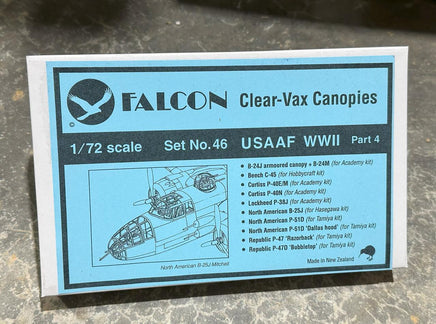 FALCON Clear-Vax Canopies
©
1/72 scale Set No.46 USAAF WWII Part 4
• B-24J armoured canopy + B-24M (for Academy kit)
• Bench C-45 (for Hobbycraft kit)
• Curtiss P-40E/M (for Academy kit)
• Curtiss P-40N (for Academy kit)
• Lockheed P-38J (for Academy kit)
• North American B-25J (for Hasegawa kit)
• North American P-51D (for Tamiya kit)
• North American P-51D 'Dallas hood' (for Tamiya kit)
• Republic P-47 'Razorback' (for Tamiya kit)
• Republic P-47D 'Bubbletop' (for Tamiya kit)
North American B-25J Mitchell
Made in New Zealand